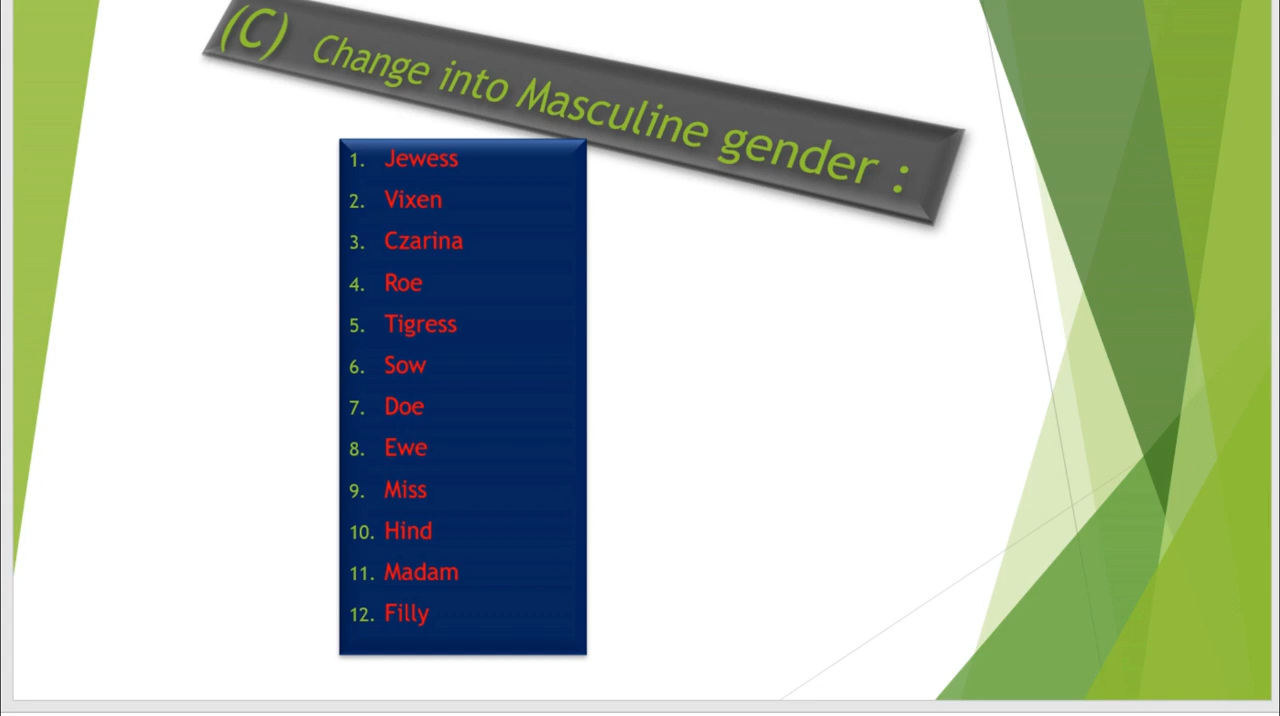 (C) Change into Masculine gender :
1. Jewess
2. Vixen
3. Czarina
4. Roe
5. Tigress
6. Sow
7. Doe
8. Ewe
9. Miss
10. Hind
11. Madam
12. Filly